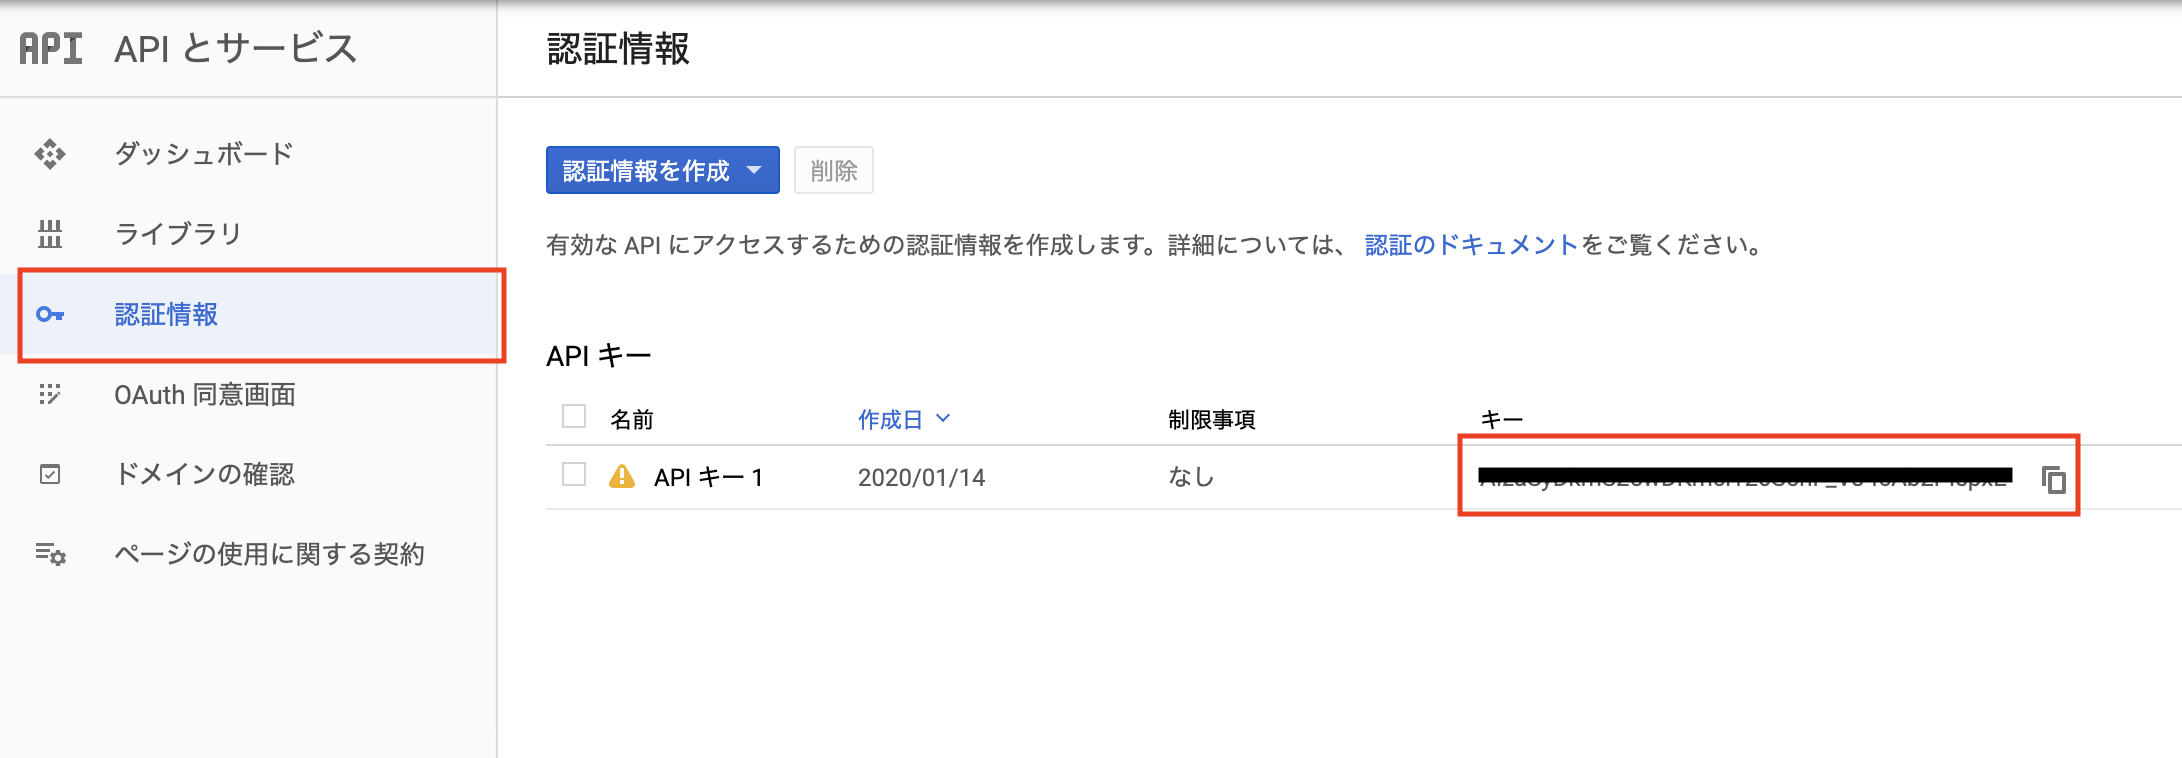 API API とサービス
認証情報
ダッシュボード
ライブラリ
認証情報
OAuth 同意画面
ドメインの確認
ページの使用に関する契約
認証情報を作成 削除
有効な API にアクセスするための認証情報を作成します。詳細については、 認証のドキュメントをご覧ください。
API キー
名前 作成日 制限事項 キー
API キー 1 2020/01/14 なし